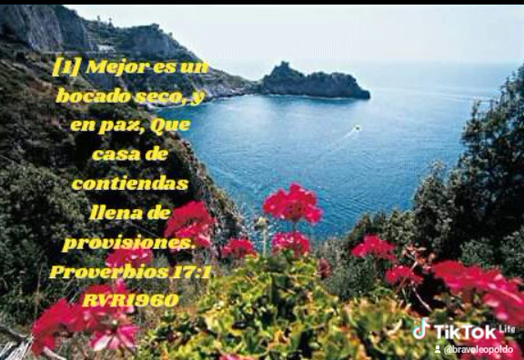 [1] Mejor es un
bocado seco, y
en paz, Que
casa de
contiendas
llena de
provisiones.
Proverbios 17:1
RVR1960
TikTok Lite
@bravoleopoldo